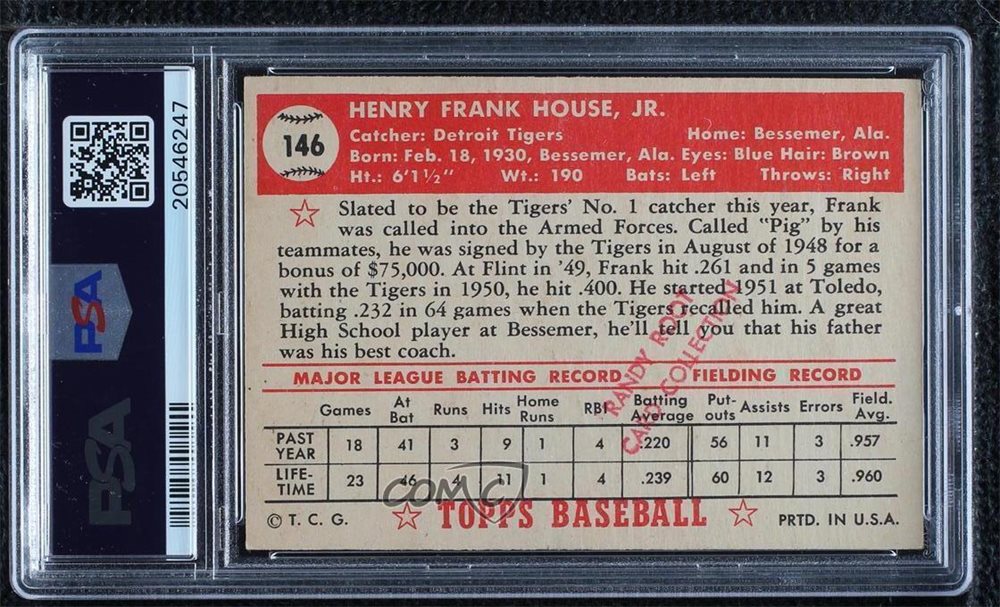 PSA
20546247
PSA
146
HENRY FRANK HOUSE, JR.
Catcher: Detroit Tigers Home: Bessemer, Ala.
Born: Feb. 18, 1930, Bessemer, Ala. Eyes: Blue Hair: Brown
Ht.: 6'1½" Wt.: 190 Bats: Left Throws: Right
Slated to be the Tigers' No. 1 catcher this year, Frank
was called into the Armed Forces. Called "Pig" by his
teammates, he was signed by the Tigers in August of 1948 for a
bonus of $75,000. At Flint in '49, Frank hit .261 and in 5 games
with the Tigers in 1950, he hit .400. He started 1951 at Toledo,
batting .232 in 64 games when the Tigers recalled him. A great
High School player at Bessemer, he'll tell you that his father
was his best coach.
RANDY ROOT
CARD COLLECTION
MAJOR LEAGUE BATTING RECORD FIELDING RECORD
Games At Bat Runs Hits Home Runs RBI Batting Average Put-outs Assists Errors Field. Avg.
PAST YEAR 18 41 3 9 1 4 .220 56 11 3 .957
LIFE-TIME 23 46 4 11 1 4 .239 60 12 3 .960
COMC
© T. C. G. TOPPS BASEBALL PRTD. IN U.S.A.
PSA